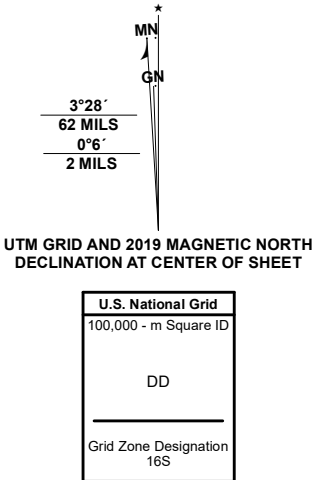 MN
GN
3°28´
62 MILS
0°6´
2 MILS
UTM GRID AND 2019 MAGNETIC NORTH
DECLINATION AT CENTER OF SHEET
U.S. National Grid
100,000 - m Square ID
DD
Grid Zone Designation
16S